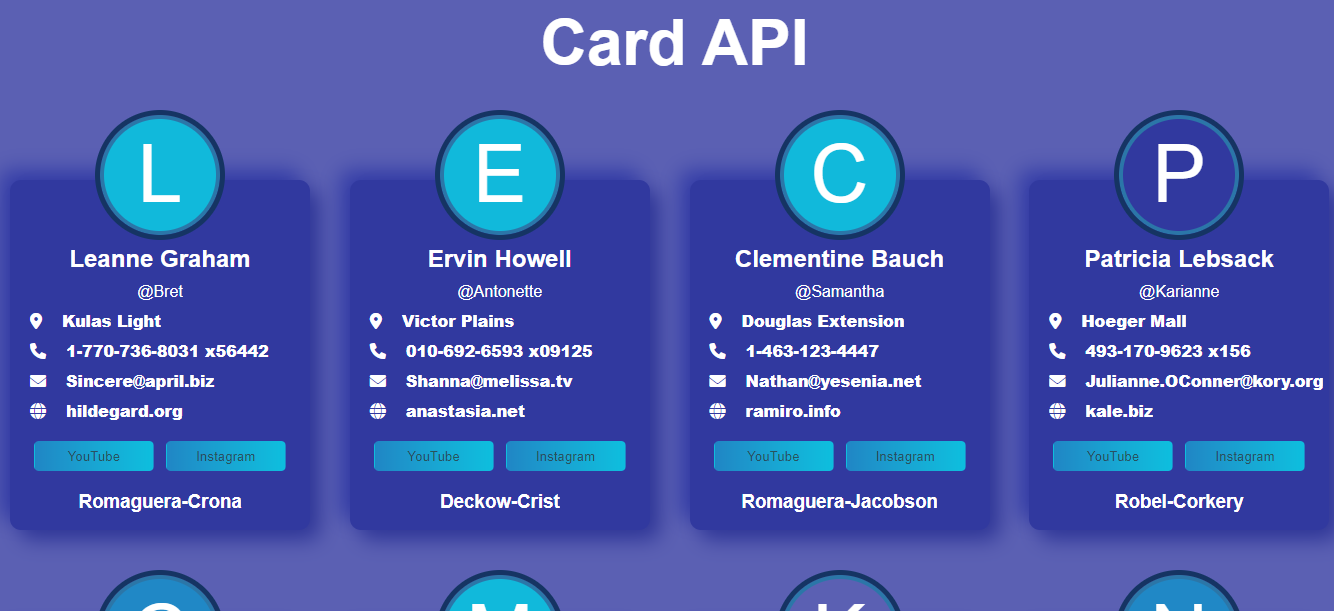 Card API
L
Leanne Graham
@Bret
Kulas Light
1-770-736-8031 x56442
Sincere@april.biz
hildegard.org
YouTube Instagram
Romaguera-Crona
E
Ervin Howell
@Antonette
Victor Plains
010-692-6593 x09125
Shanna@melissa.tv
anastasia.net
YouTube Instagram
Deckow-Crist
C
Clementine Bauch
@Samantha
Douglas Extension
1-463-123-4447
Nathan@yesenia.net
ramiro.info
YouTube Instagram
Romaguera-Jacobson
P
Patricia Lebsack
@Karianne
Hoeger Mall
493-170-9623 x156
Julianne.OConner@kory.org
kale.biz
YouTube Instagram
Robel-Corkery
M
K
N